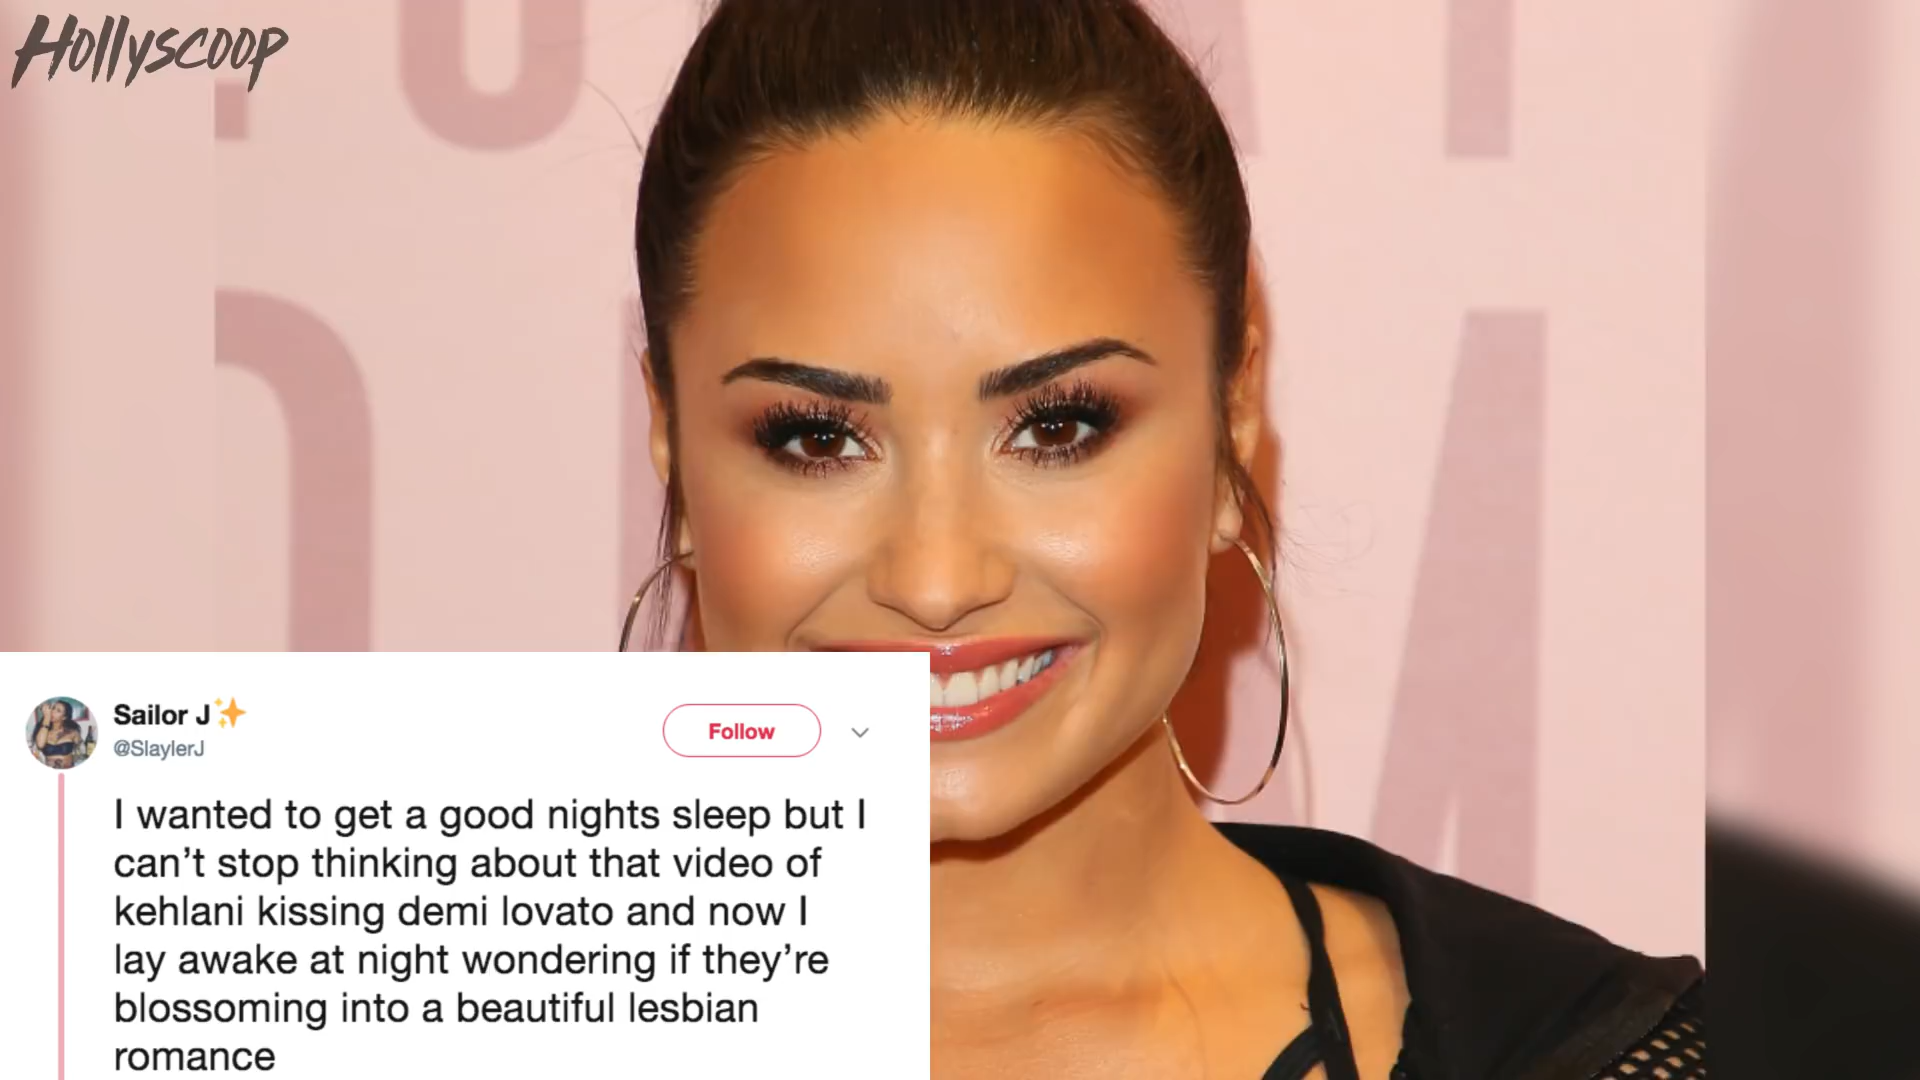 Hollyscoop
Sailor J✨
@SlaylerJ
Follow
I wanted to get a good nights sleep but I
can’t stop thinking about that video of
kehlani kissing demi lovato and now I
lay awake at night wondering if they’re
blossoming into a beautiful lesbian
romance